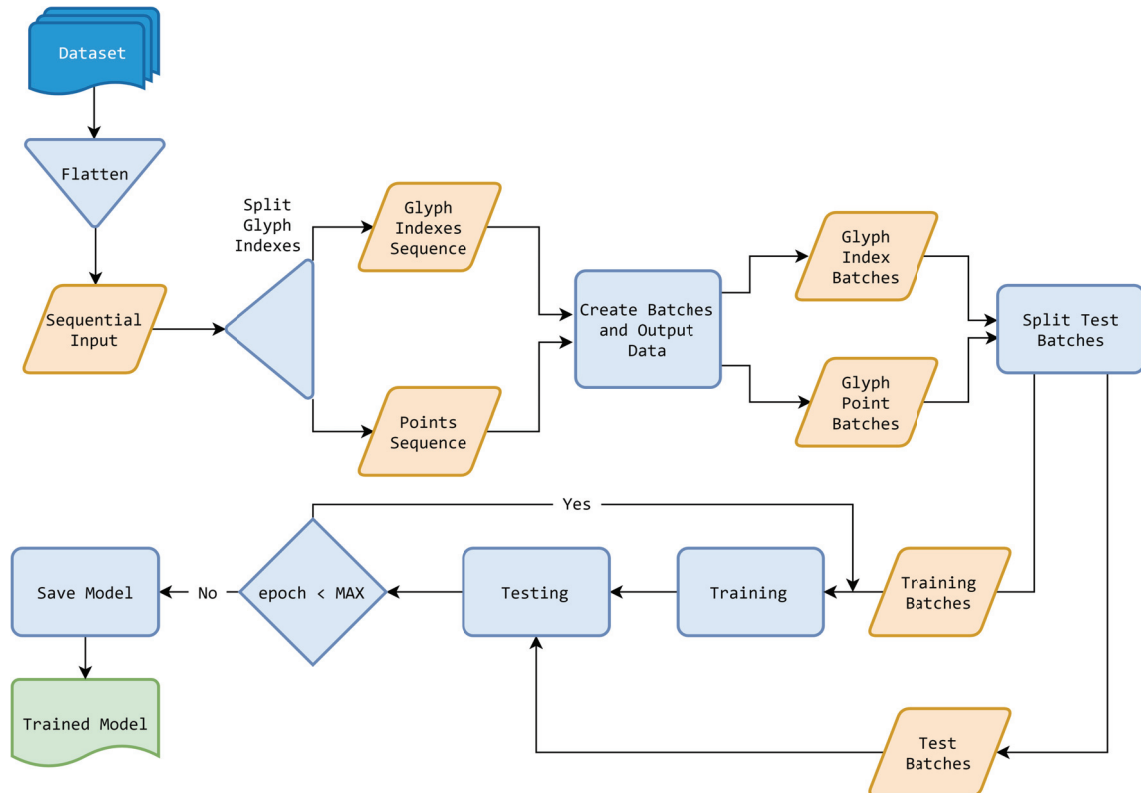 Dataset
Flatten
Sequential
Input
Split
Glyph
Indexes
Glyph
Indexes
Sequence
Points
Sequence
Create Batches
and Output
Data
Glyph
Index
Batches
Glyph
Point
Batches
Split Test
Batches
Yes
Training
Batches
Training
Testing
epoch < MAX
No
Save Model
Trained Model
Test
Batches